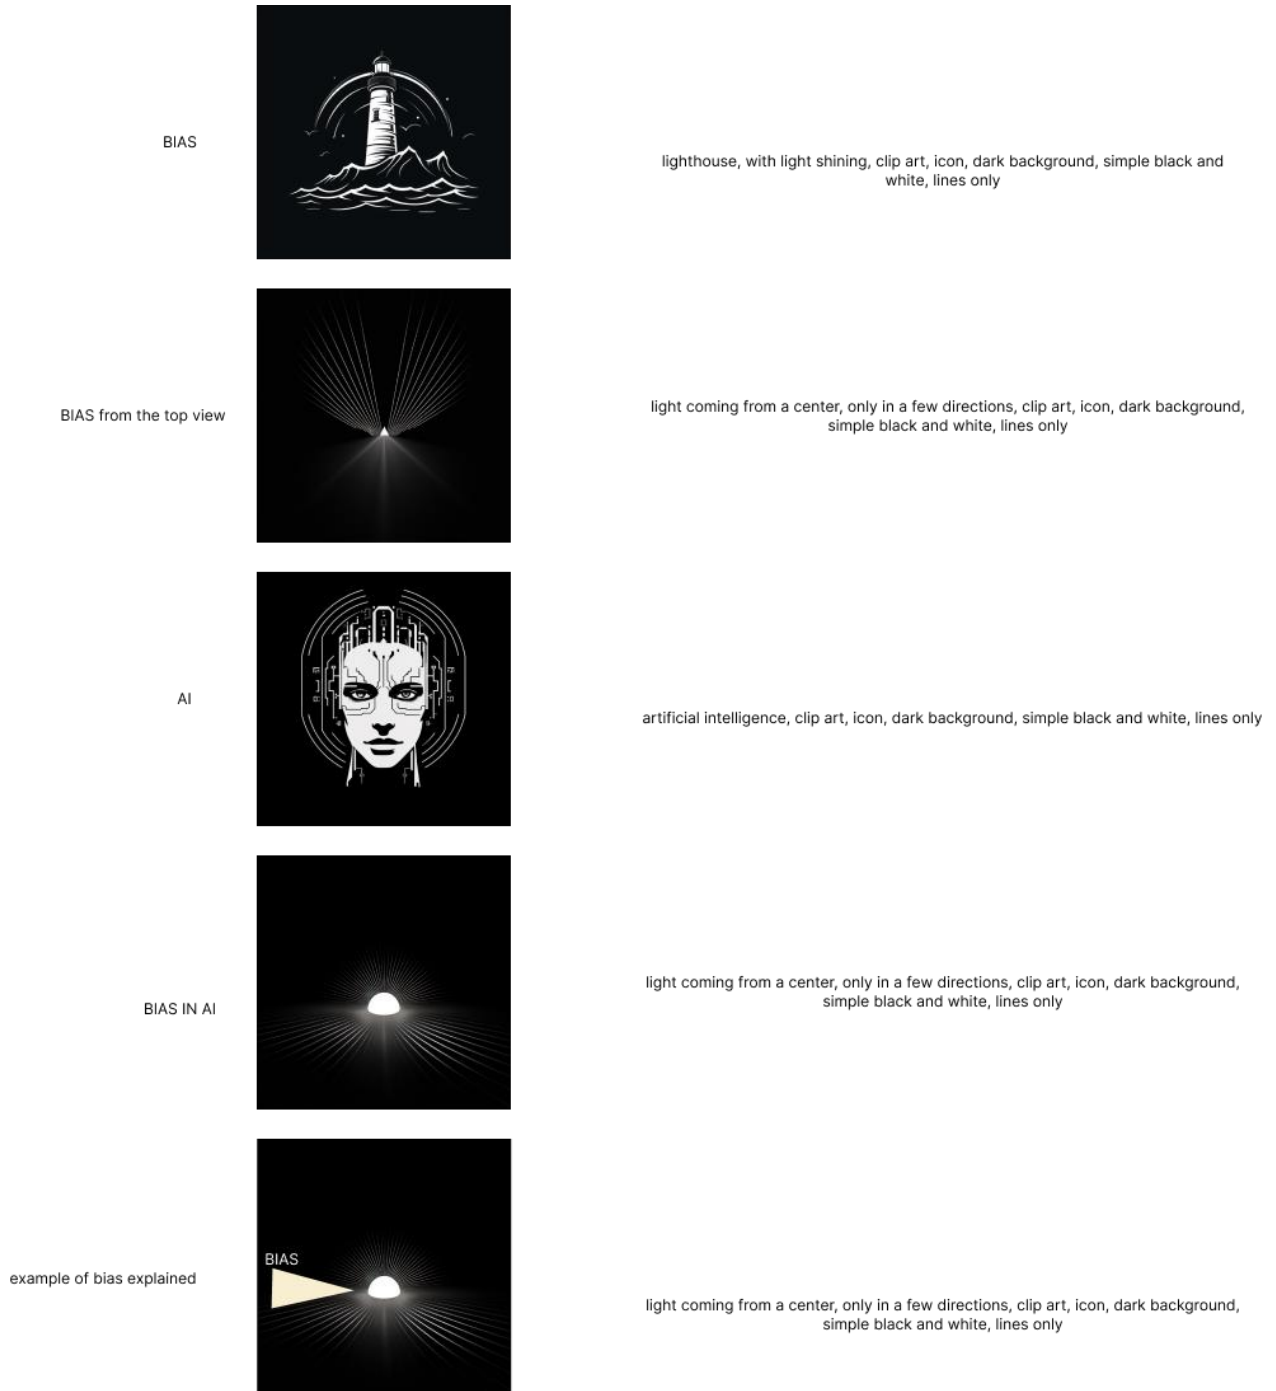 BIAS
lighthouse, with light shining, clip art, icon, dark background, simple black and
white, lines only
BIAS from the top view
light coming from a center, only in a few directions, clip art, icon, dark background,
simple black and white, lines only
AI
artificial intelligence, clip art, icon, dark background, simple black and white, lines only
BIAS IN AI
light coming from a center, only in a few directions, clip art, icon, dark background,
simple black and white, lines only
example of bias explained
BIAS
light coming from a center, only in a few directions, clip art, icon, dark background,
simple black and white, lines only